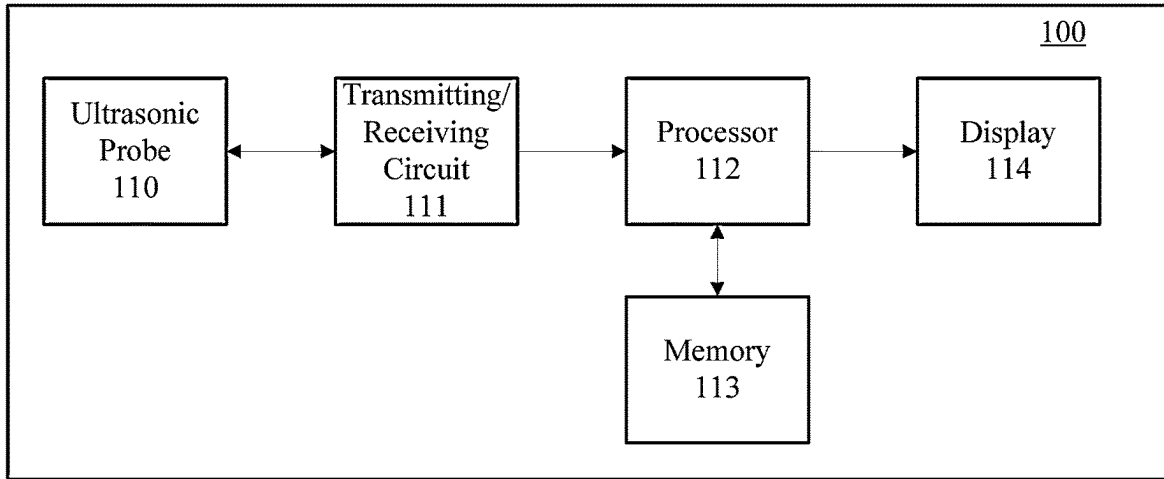 100
Ultrasonic
Probe
110
Transmitting/
Receiving
Circuit
111
Processor
112
Display
114
Memory
113